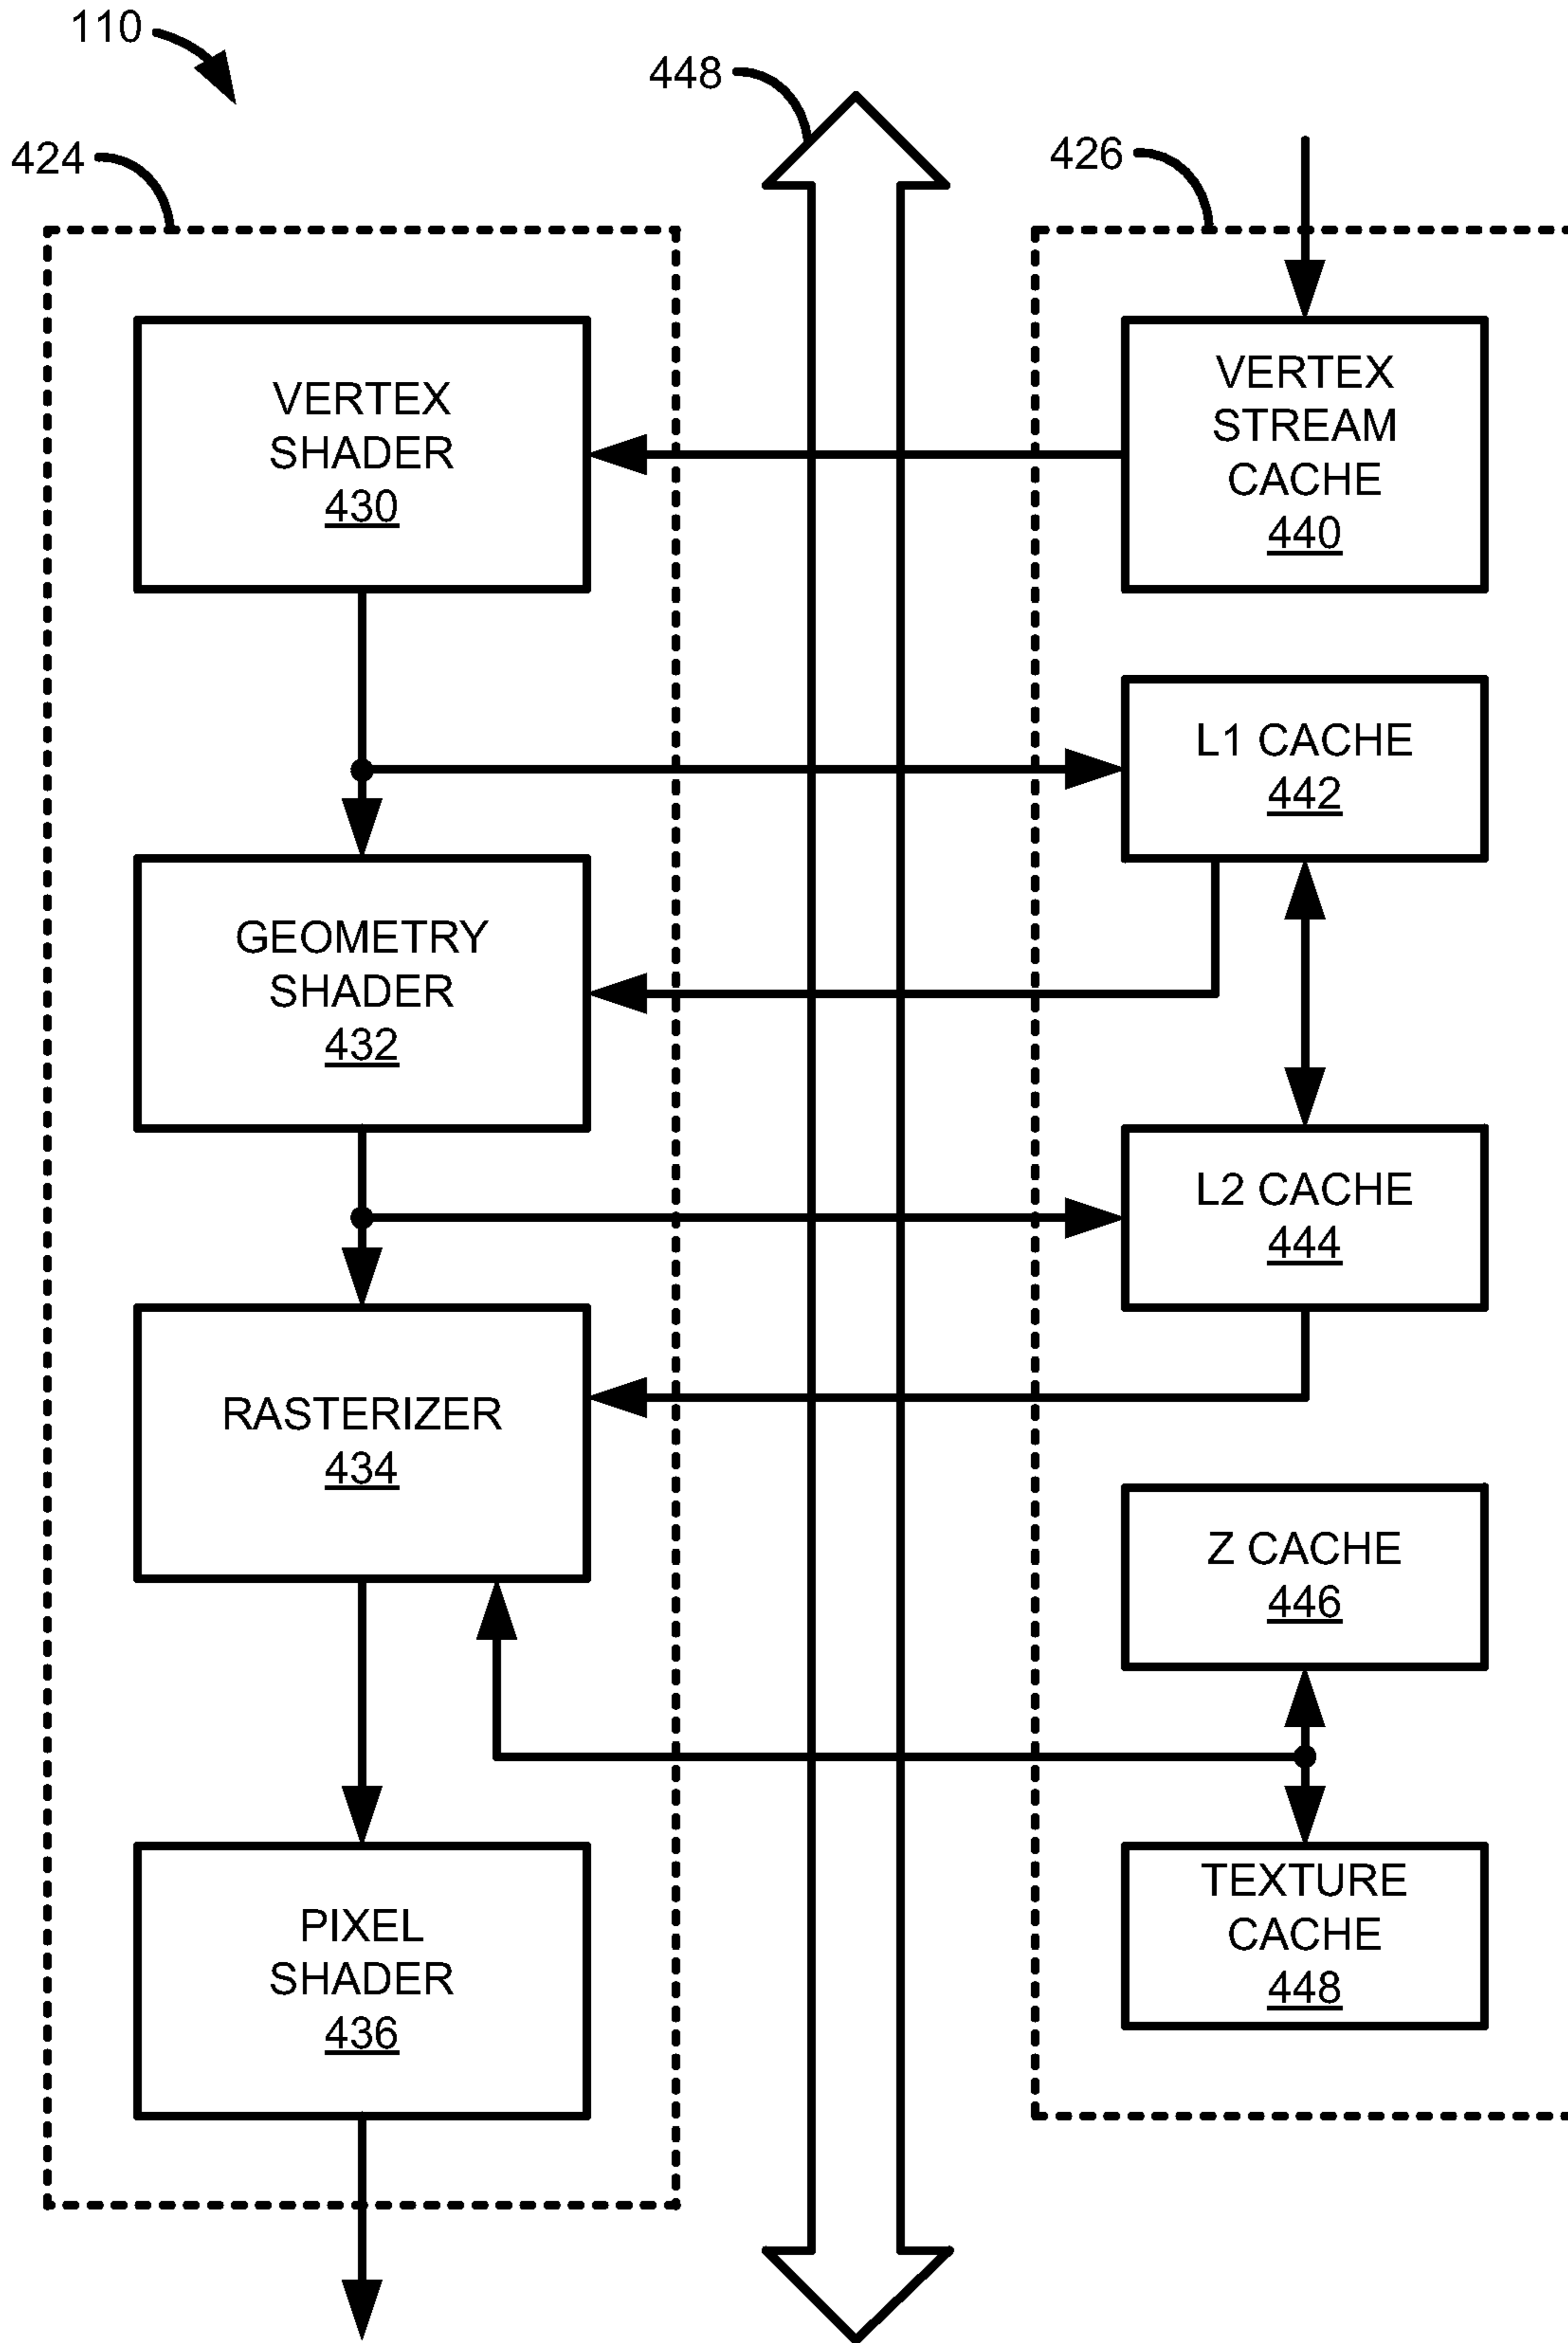 110
448
424
426
VERTEX
SHADER
430
VERTEX
STREAM
CACHE
440
L1 CACHE
442
GEOMETRY
SHADER
432
L2 CACHE
444
RASTERIZER
434
Z CACHE
446
PIXEL
SHADER
436
TEXTURE
CACHE
448